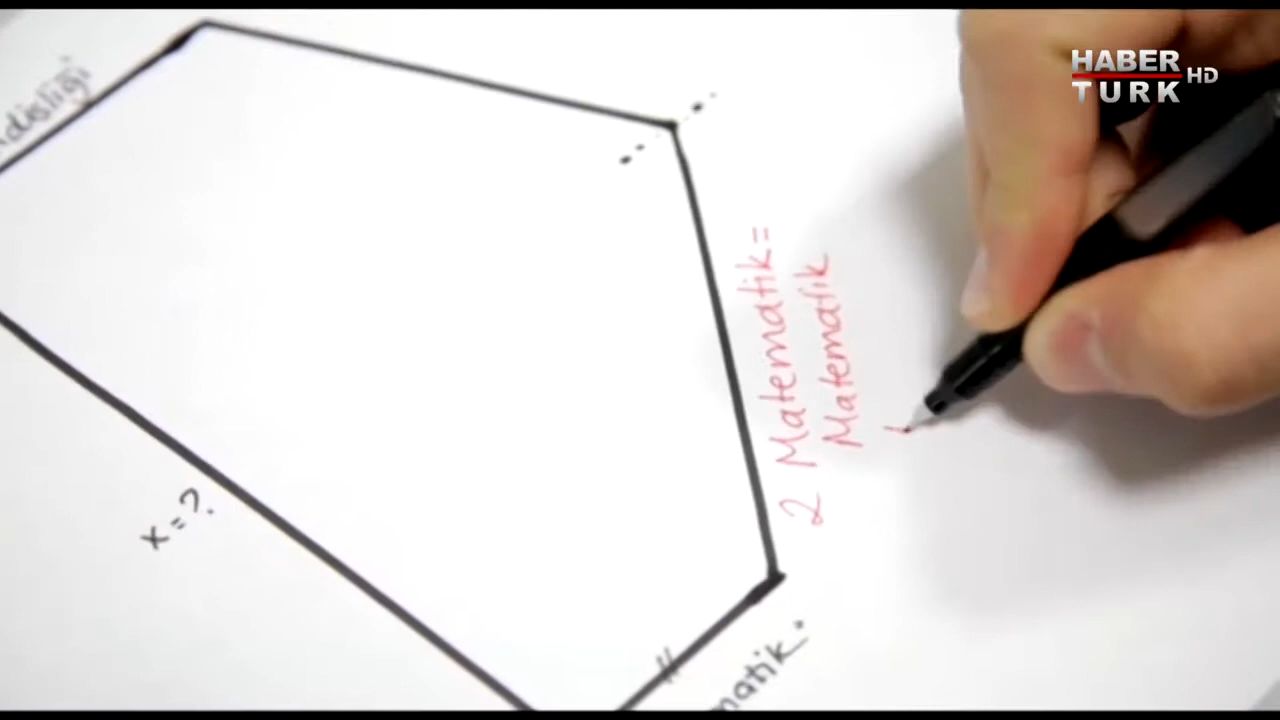 HABER
TURK HD
2 Matematik =
Matematik
x = ?